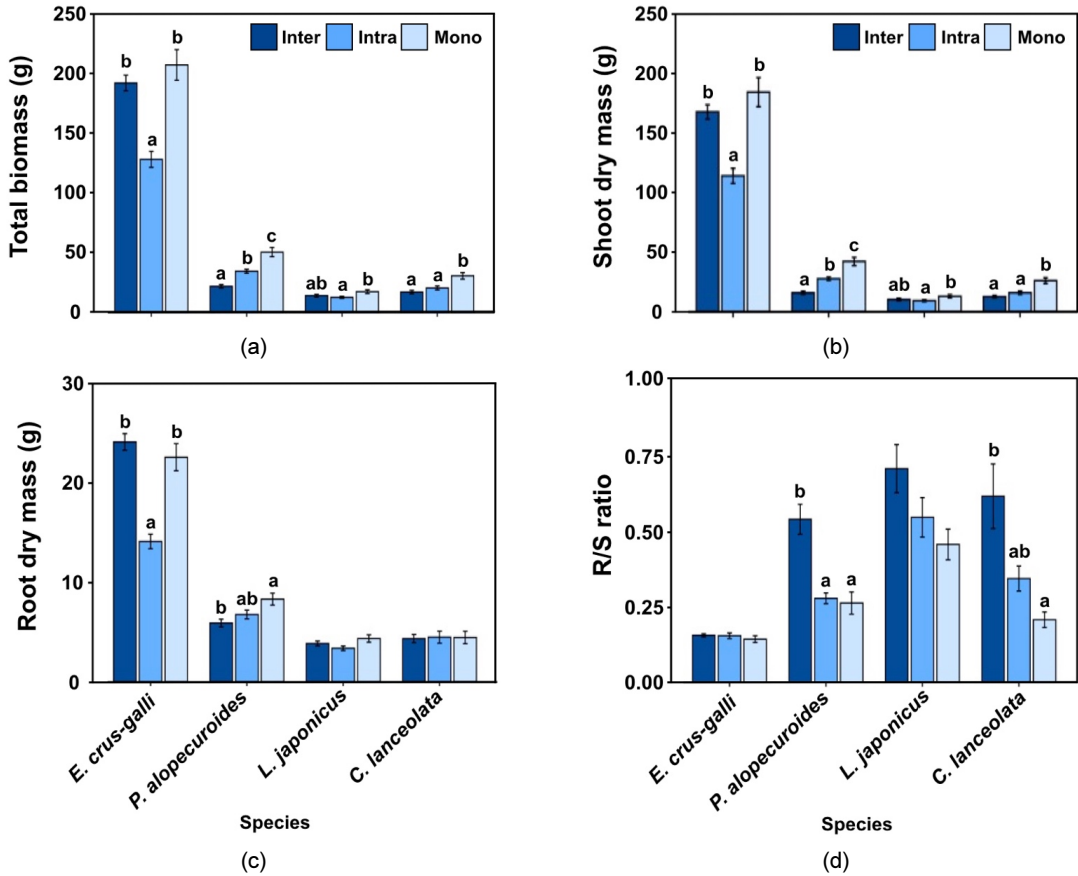 Total biomass (g)
250
200
150
100
50
0
Inter Intra Mono
b a b
a b c
ab a b
a a b
(a)
Shoot dry mass (g)
250
200
150
100
50
0
Inter Intra Mono
b a b
a b c
ab a b
a a b
(b)
Root dry mass (g)
30
20
10
0
b a b
b ab a
E. crus-galli
P. alopecuroides
L. japonicus
C. lanceolata
Species
(c)
R/S ratio
1.00
0.75
0.50
0.25
0.00
b a a
b ab a
E. crus-galli
P. alopecuroides
L. japonicus
C. lanceolata
Species
(d)